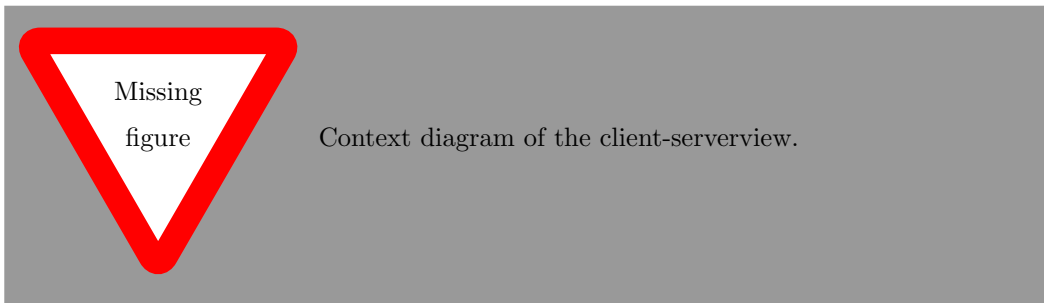 Missing
figure
Context diagram of the client-serverview.